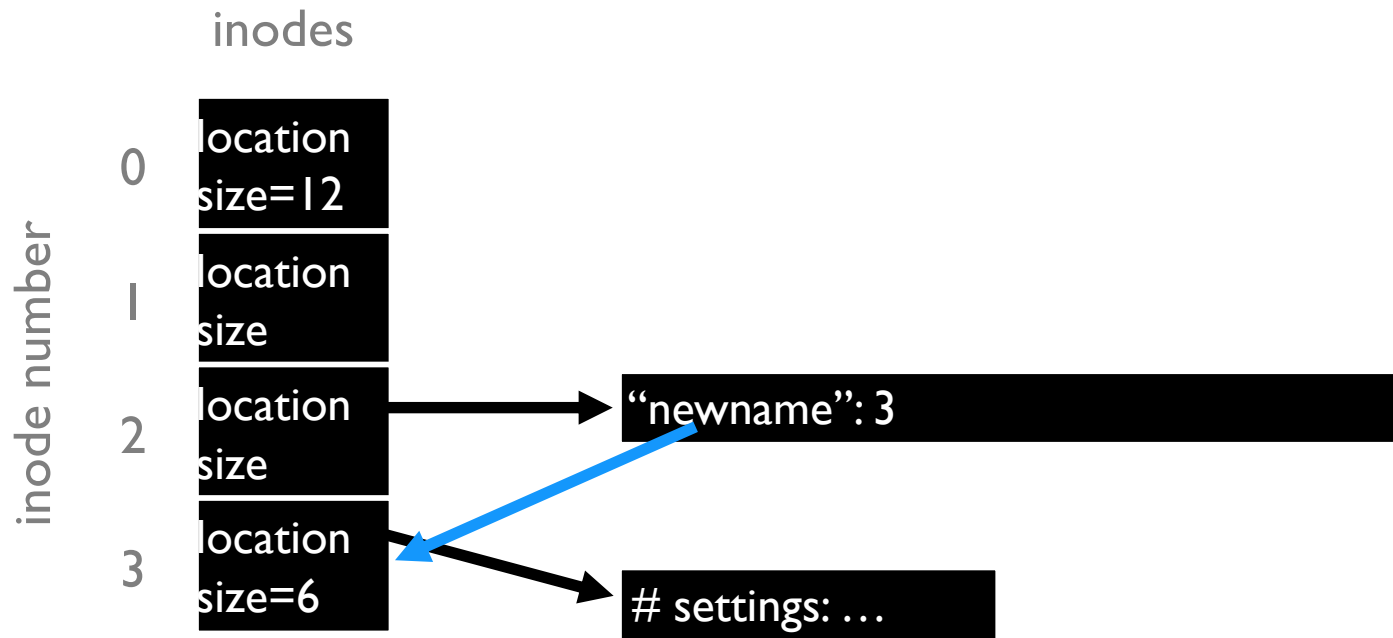 inodes
inode number
0
location
size=12
1
location
size
2
location
size
“newname”: 3
3
location
size=6
# settings: …